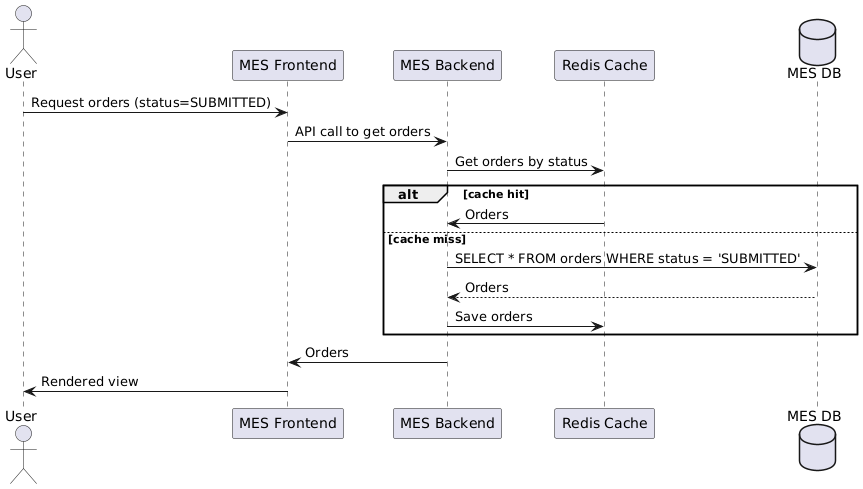 User
MES Frontend
MES Backend
Redis Cache
MES DB
Request orders (status=SUBMITTED)
API call to get orders
Get orders by status
alt
[cache hit]
Orders
[cache miss]
SELECT * FROM orders WHERE status = 'SUBMITTED'
Orders
Save orders
Orders
Rendered view
User
MES Frontend
MES Backend
Redis Cache
MES DB